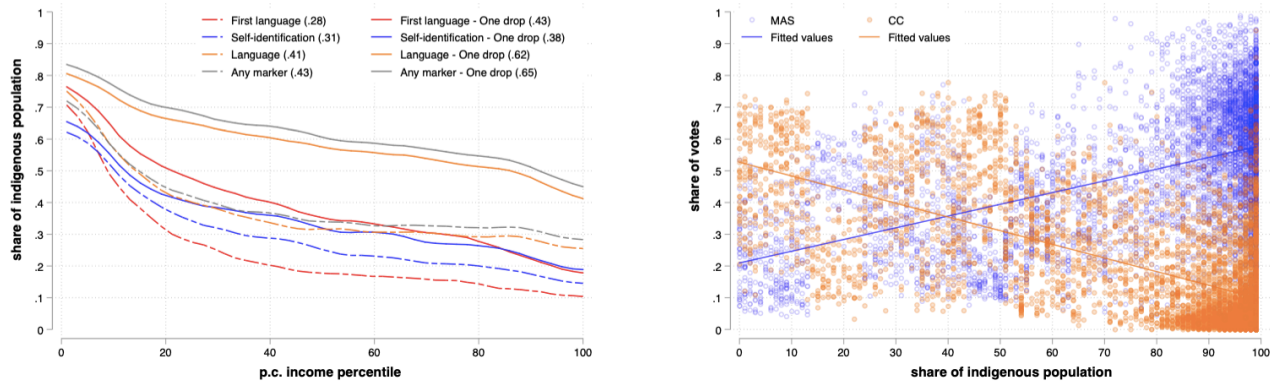 First language (.28) First language - One drop (.43)
Self-identification (.31) Self-identification - One drop (.38)
Language (.41) Language - One drop (.62)
Any marker (.43) Any marker - One drop (.65)
share of indigenous population
1
.9
.8
.7
.6
.5
.4
.3
.2
.1
0
0 20 40 60 80 100
p.c. income percentile
MAS CC
Fitted values Fitted values
share of votes
1
.9
.8
.7
.6
.5
.4
.3
.2
.1
0
0 10 20 30 40 50 60 70 80 90 100
share of indigenous population